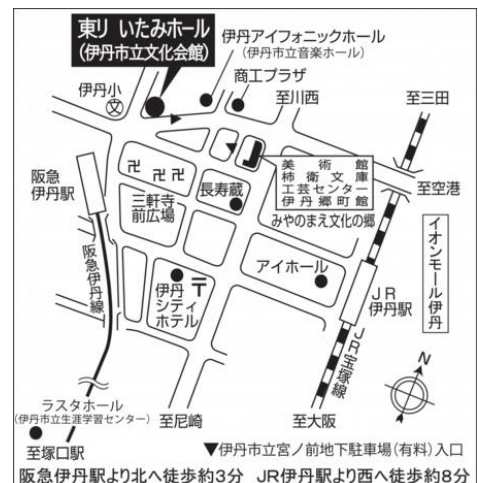 東リ いたみホール
(伊丹市立文化会館)
伊丹アイフォニックホール
(伊丹市立音楽ホール)
商工プラザ
伊丹小
文
至川西
至三田
阪急
伊丹駅
卍 卍 卍
三軒寺
前広場
長寿蔵
美術館
柿衞文庫
工芸センター
伊丹郷町館
みやのまえ文化の郷
至空港
イオンモール伊丹
阪急伊丹線
伊丹
シティ
ホテル
〒
アイホール
JR
伊丹駅
JR宝塚線
N
ラスタホール
(伊丹市立生涯学習センター)
至塚口駅
至尼崎
至大阪
▼伊丹市立宮ノ前地下駐車場(有料)入口
阪急伊丹駅より北へ徒歩約3分 JR伊丹駅より西へ徒歩約8分